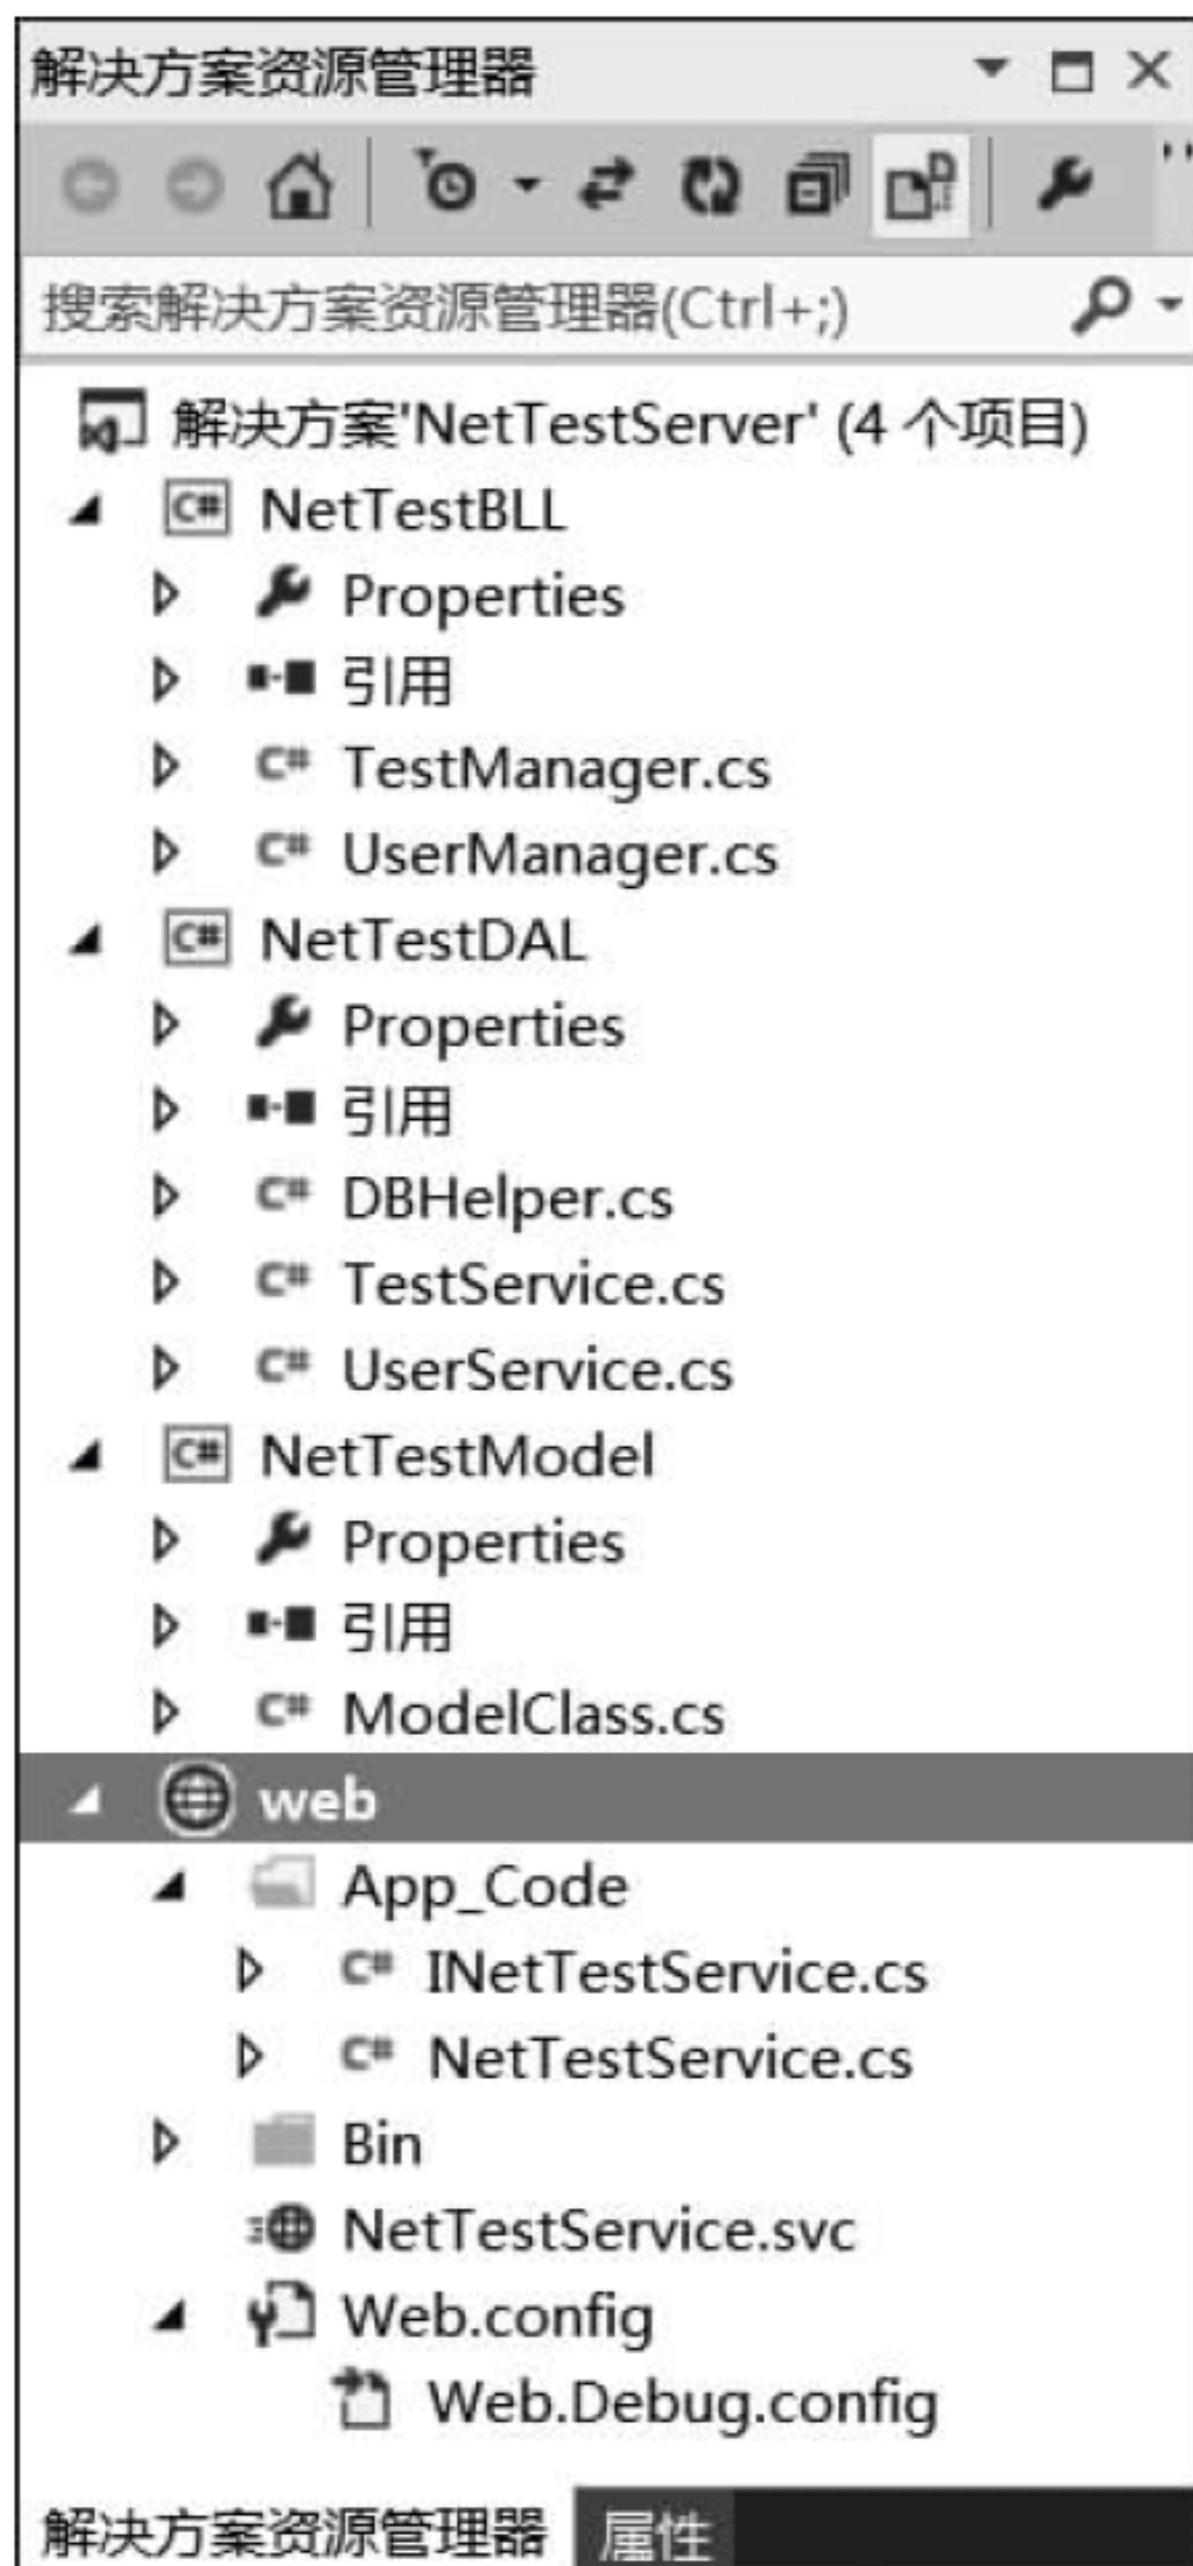 解决方案资源管理器
搜索解决方案资源管理器(Ctrl+;)
解决方案'NetTestServer' (4 个项目)
C# NetTestBLL
Properties
引用
C# TestManager.cs
C# UserManager.cs
C# NetTestDAL
Properties
引用
C# DBHelper.cs
C# TestService.cs
C# UserService.cs
C# NetTestModel
Properties
引用
C# ModelClass.cs
web
App_Code
C# INetTestService.cs
C# NetTestService.cs
Bin
NetTestService.svc
Web.config
Web.Debug.config
解决方案资源管理器 属性